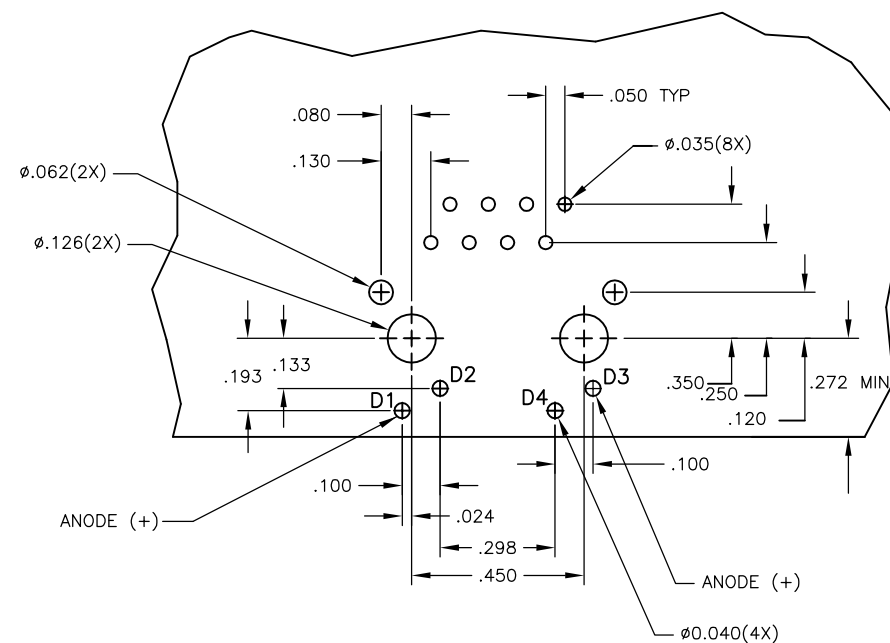 .050 TYP
.080
ø.035(8X)
.130
ø.062(2X)
ø.126(2X)
.133
.193
D2
D3
.350
.272 MIN
.250
D1
D4
.120
.100
.100
.024
ANODE (+)
.298
.450
ANODE (+)
ø0.040(4X)